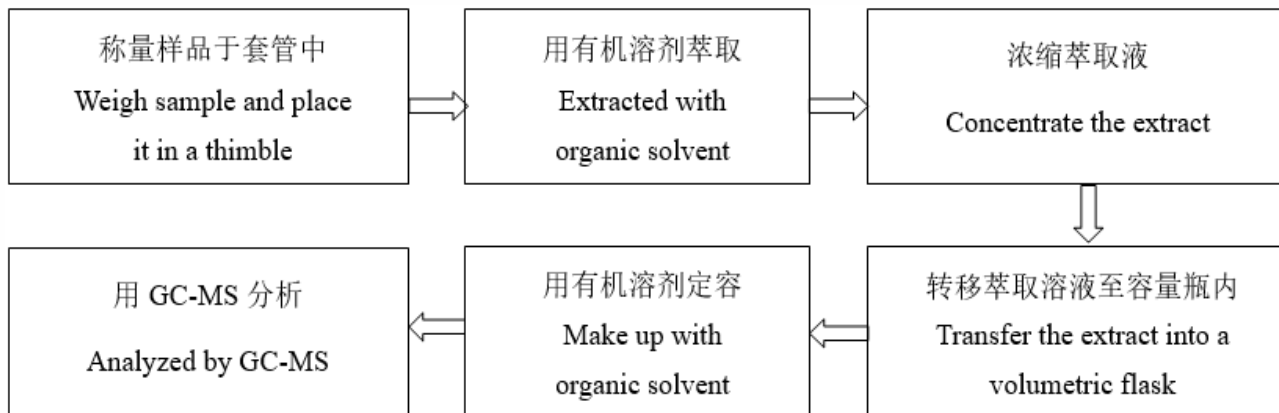 称量样品于套管中
Weigh sample and place
it in a thimble
用有机溶剂萃取
Extracted with
organic solvent
浓缩萃取液
Concentrate the extract
转移萃取溶液至容量瓶内
Transfer the extract into a
volumetric flask
用有机溶剂定容
Make up with
organic solvent
用 GC-MS 分析
Analyzed by GC-MS